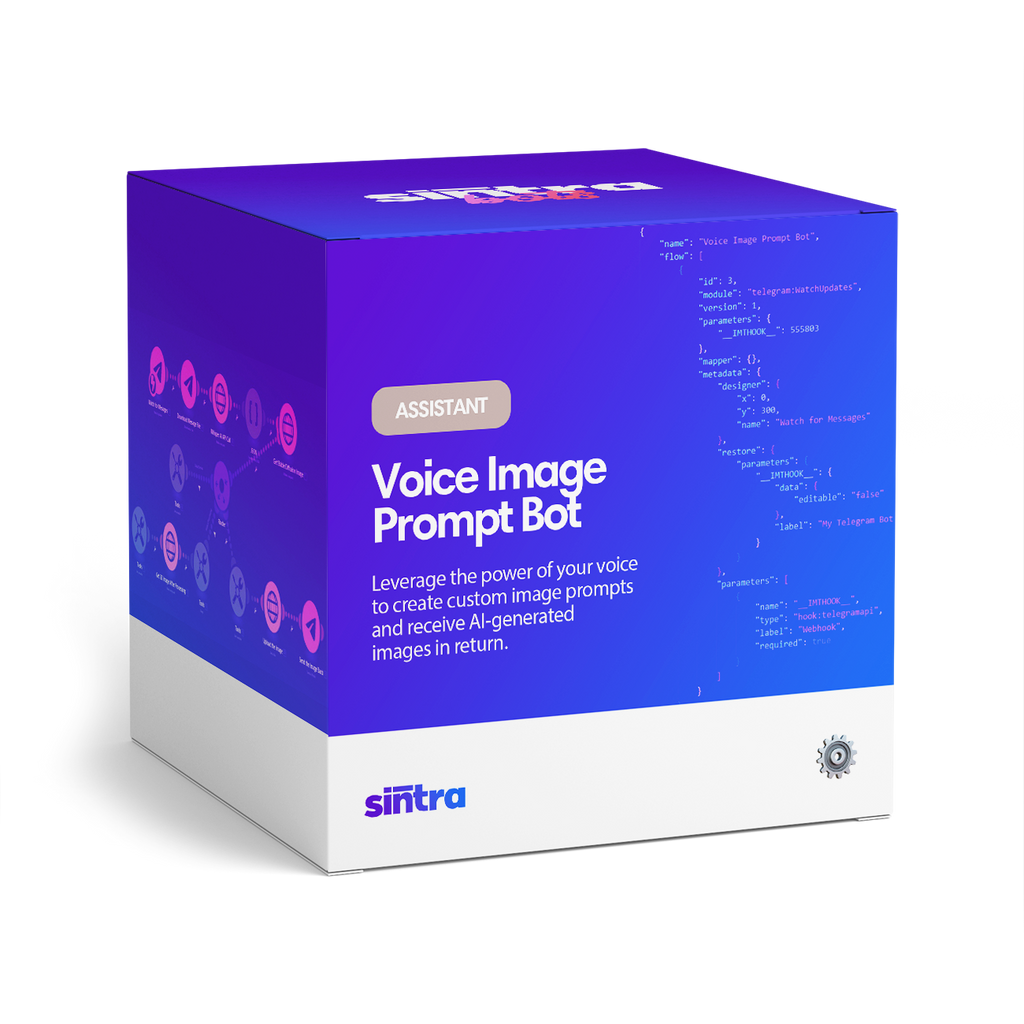 sintra
{
"name": "Voice Image Prompt Bot",
"flow": [
{
"id": 3,
"module": "telegram:WatchUpdates",
"version": 1,
"parameters": {
"__IMTHOOK__": 555803
},
"mapper": {},
"metadata": {
"designer": {
"x": 0,
"y": 300,
"name": "Watch for Messages"
},
"restore": {
"parameters": {
"__IMTHOOK__": {
"data": {
"editable": "false"
},
"label": "My Telegram Bot
}
}
},
"parameters": [
{
"name": "__IMTHOOK__",
"type": "hook:telegramapi",
"label": "Webhook",
"required": true
}
]
}
ASSISTANT
Voice Image
Prompt Bot
Leverage the power of your voice
to create custom image prompts
and receive AI-generated
images in return.
sintra